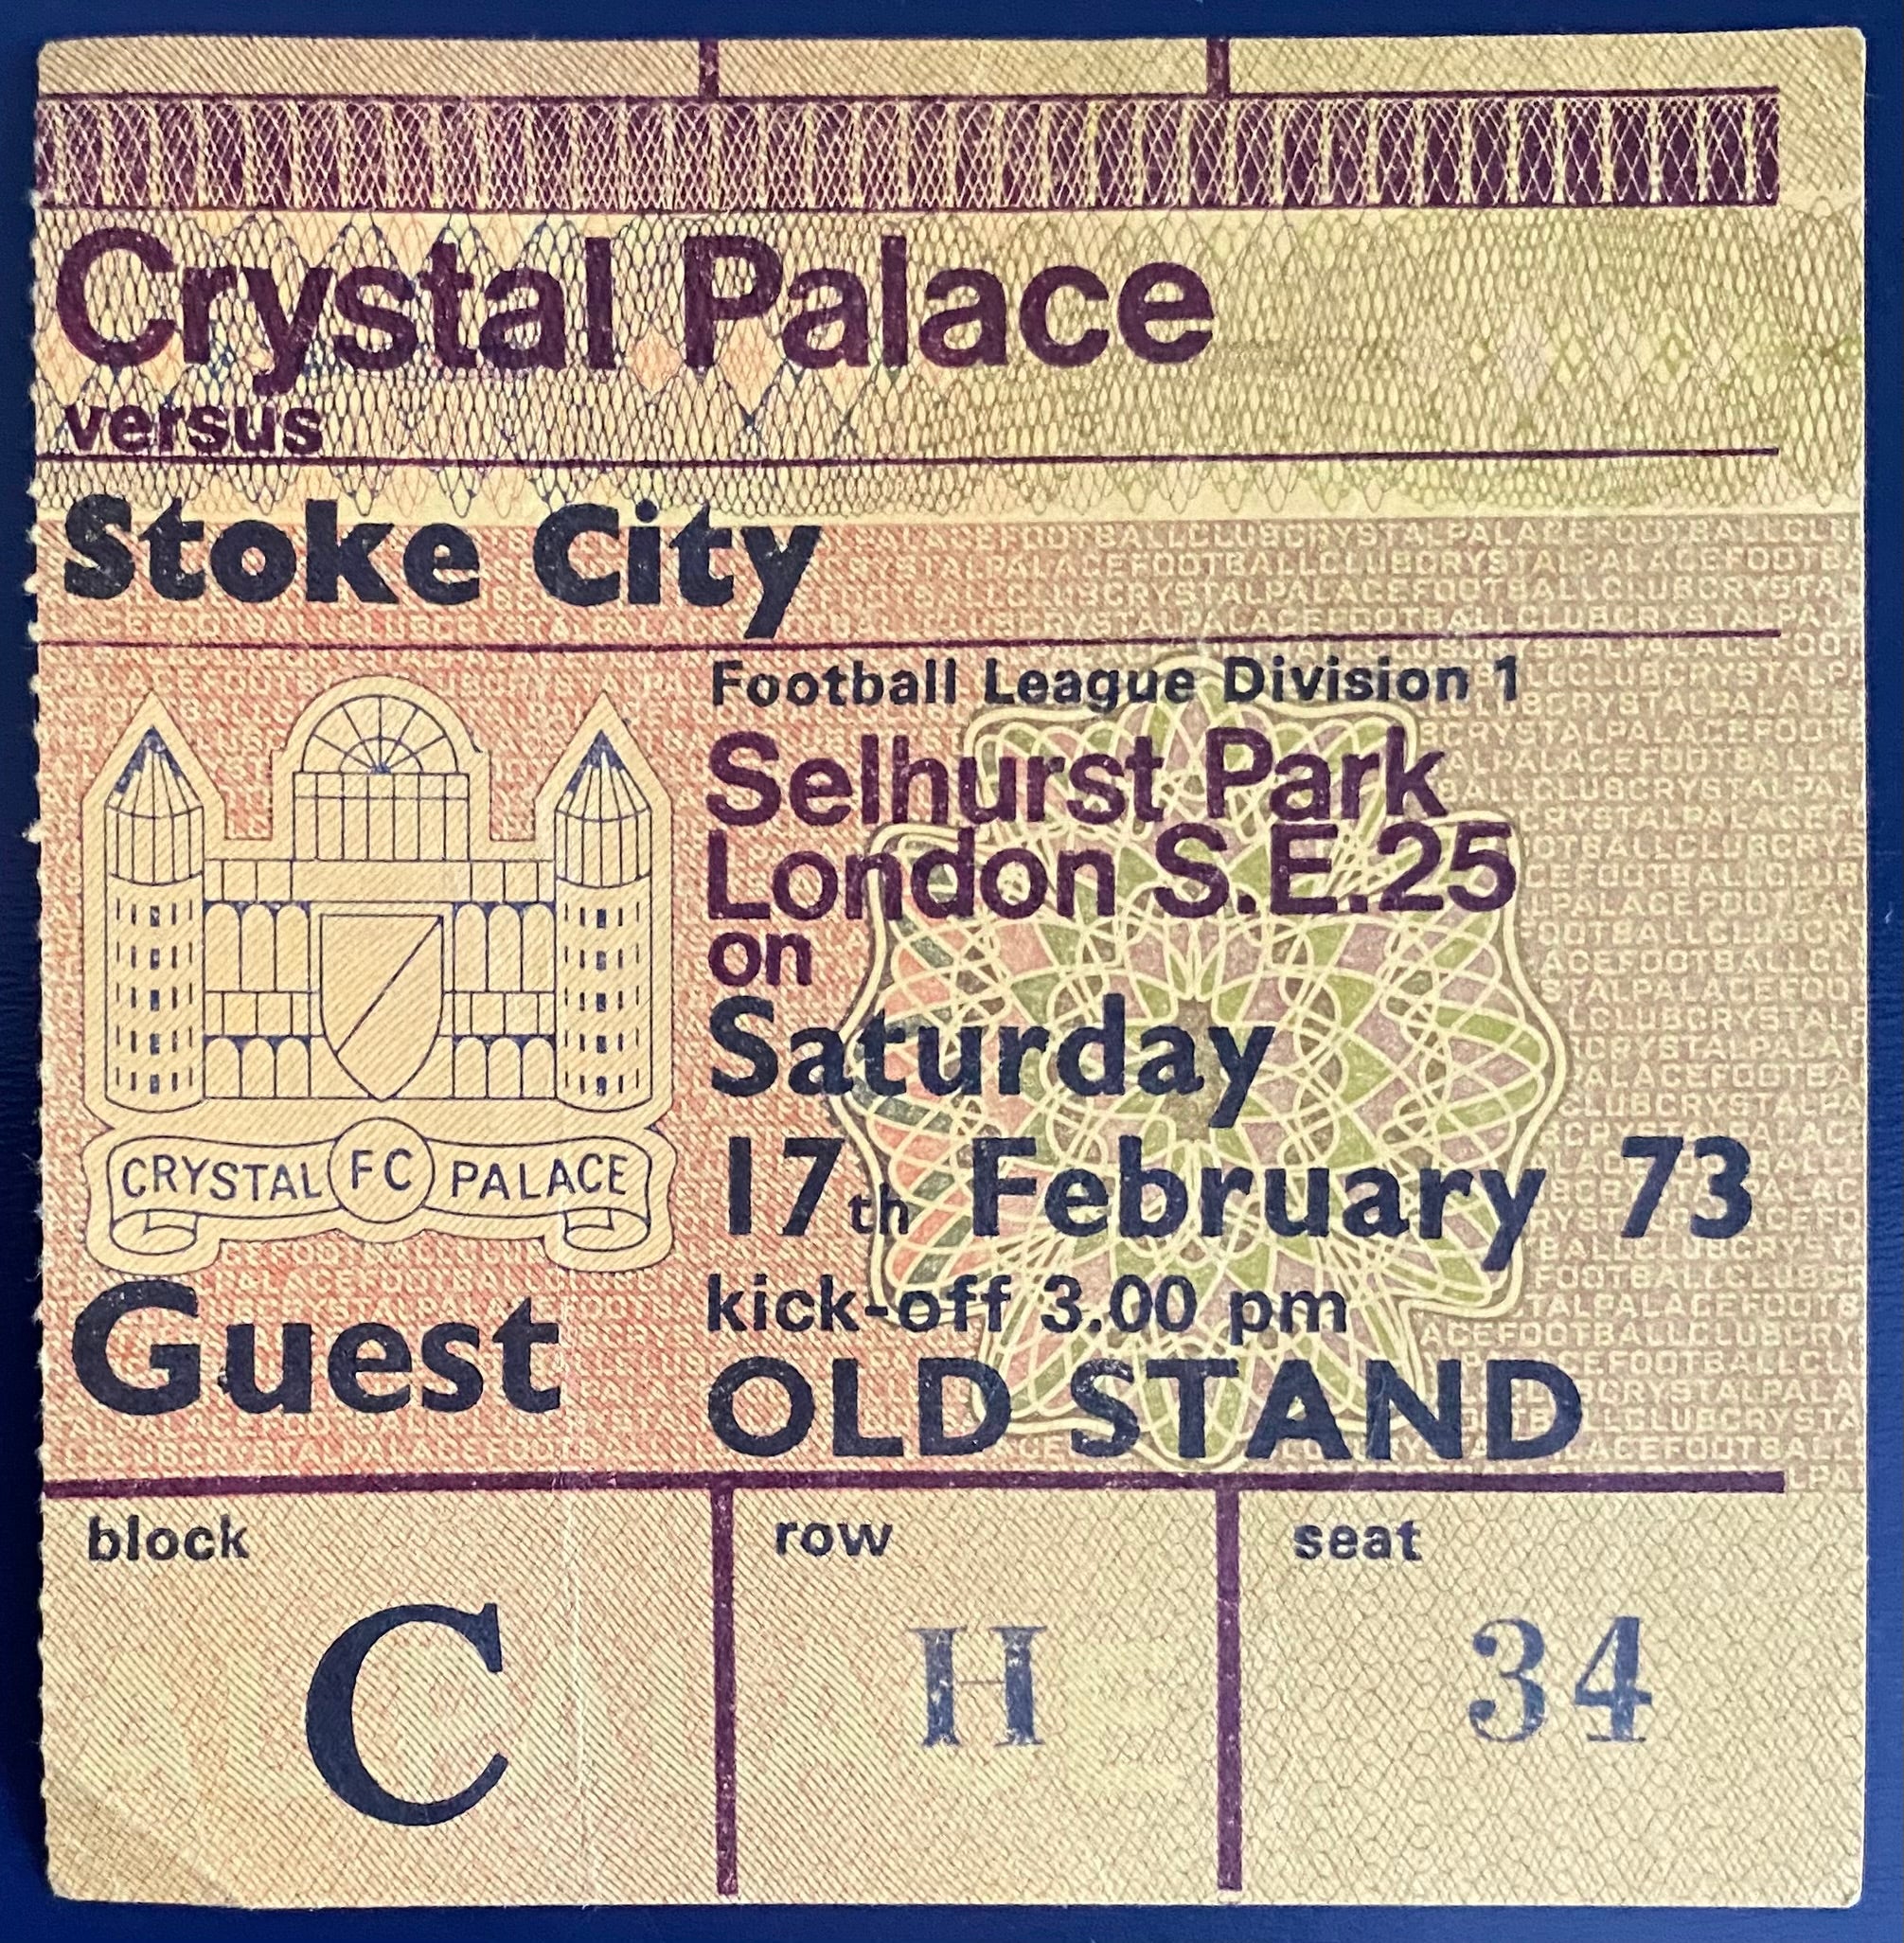 Crystal Palace
versus
Stoke City
Football League Division 1
Selhurst Park
London S.E.25
on
Saturday
17th February 73
kick-off 3.00 pm
OLD STAND
CRYSTAL FC PALACE
Guest
block row seat
C H 34